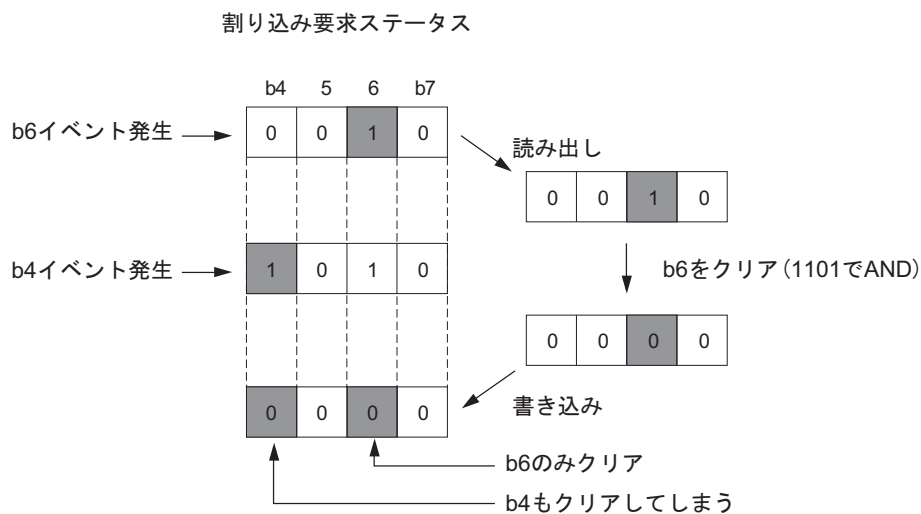 割り込み要求ステータス
b4 5 6 b7
b6イベント発生 0 0 1 0
読み出し
0 0 1 0
b4イベント発生 1 0 1 0
b6をクリア(1101でAND)
0 0 0 0
0 0 0 0
書き込み
b6のみクリア
b4もクリアしてしまう